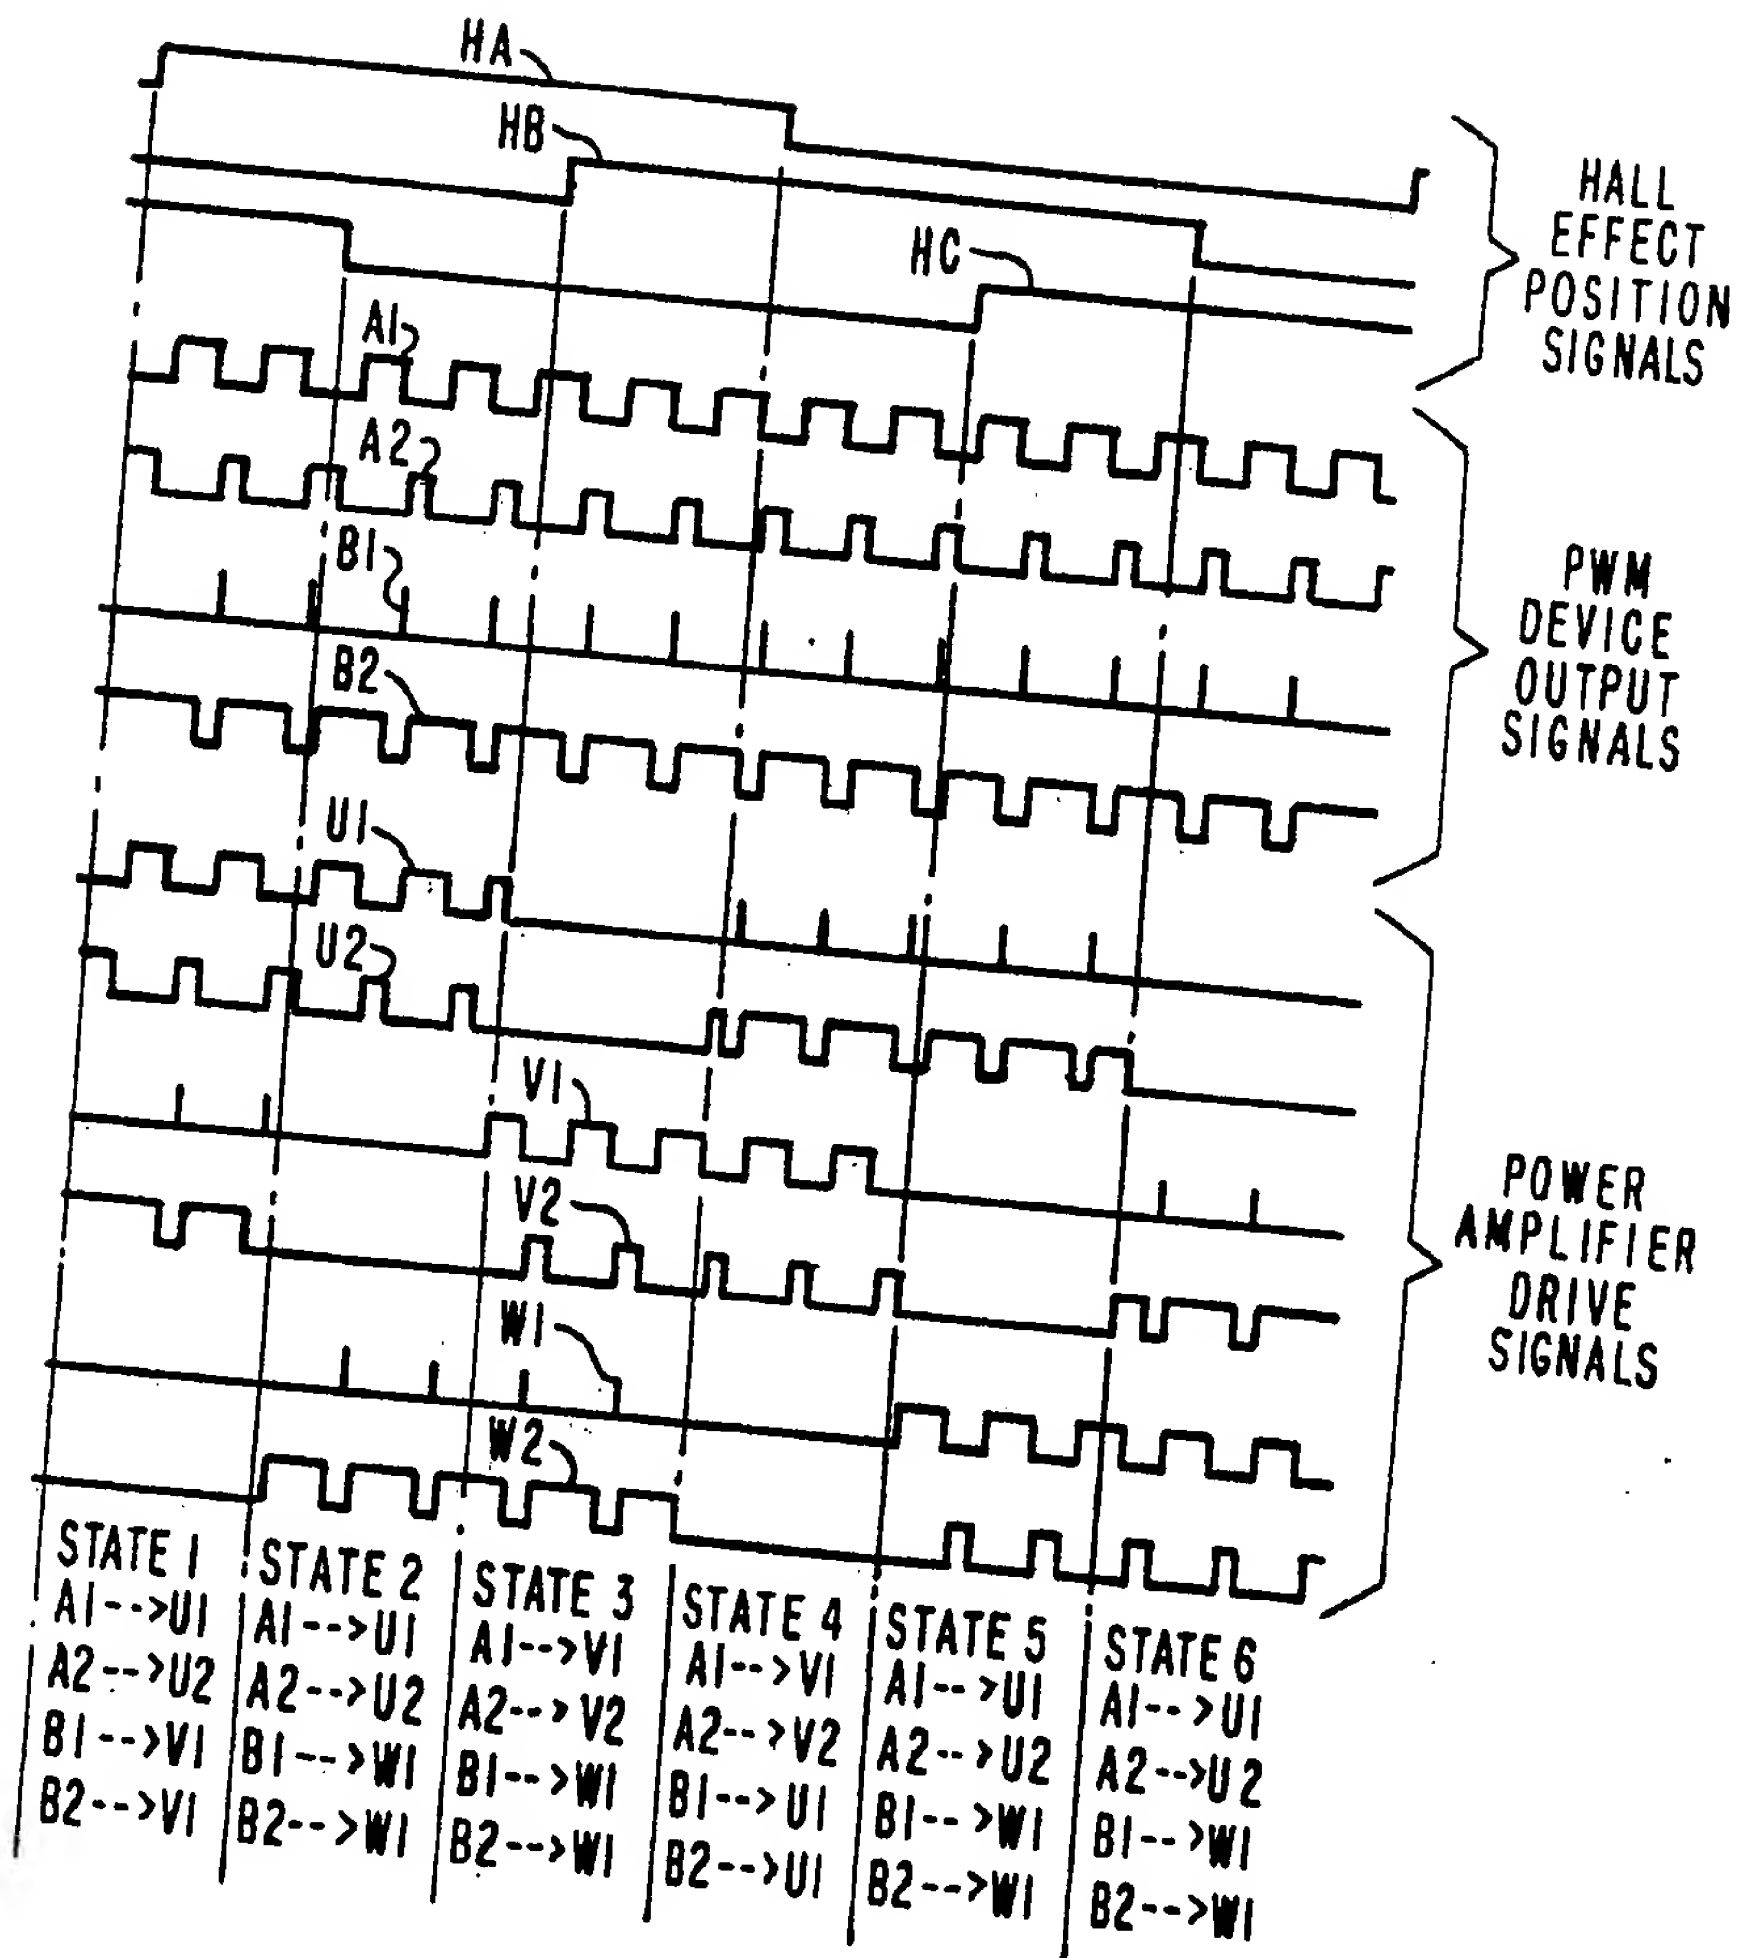 HA
HB
HC
HALL
EFFECT
POSITION
SIGNALS
A1
A2
B1
B2
PWM
DEVICE
OUTPUT
SIGNALS
U1
U2
V1
V2
W1
W2
POWER
AMPLIFIER
DRIVE
SIGNALS
STATE 1
A1-->U1
A2-->U2
B1-->V1
B2-->V1
STATE 2
A1-->U1
A2-->U2
B1-->W1
B2-->W1
STATE 3
A1-->V1
A2-->V2
B1-->W1
B2-->W1
STATE 4
A1-->V1
A2-->V2
B1-->U1
B2-->U1
STATE 5
A1-->U1
A2-->U2
B1-->W1
B2-->W1
STATE 6
A1-->U1
A2-->U2
B1-->W1
B2-->W1